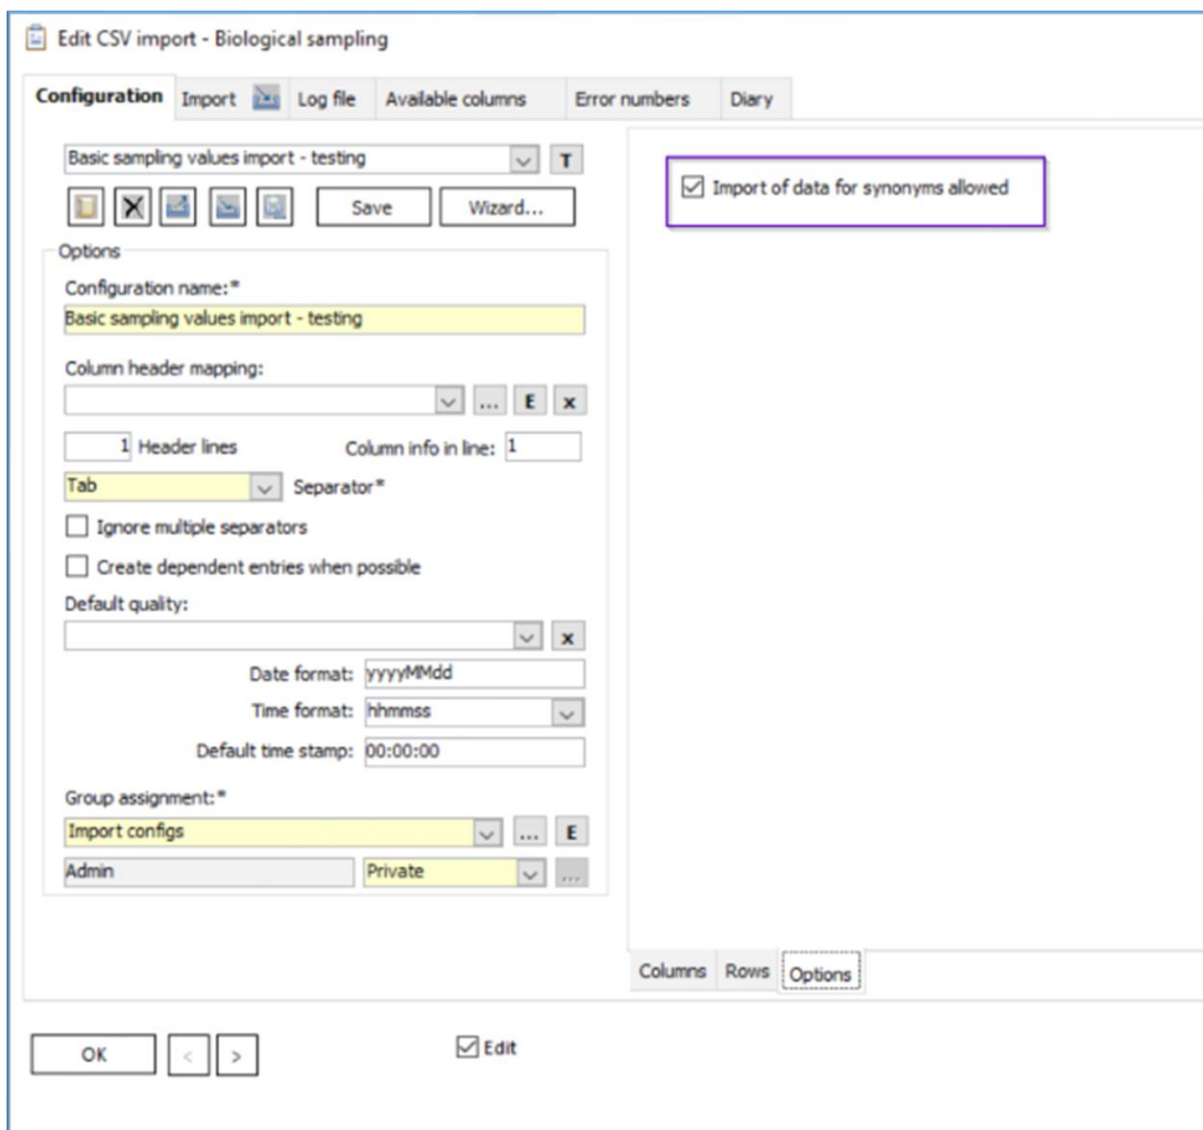 Edit CSV import - Biological sampling
Configuration Import Log file Available columns Error numbers Diary
Basic sampling values import - testing T
Import of data for synonyms allowed
X Save Wizard...
Options
Configuration name:*
Basic sampling values import - testing
Column header mapping:
... E x
1 Header lines Column info in line: 1
Tab Separator*
Ignore multiple separators
Create dependent entries when possible
Default quality:
x
Date format: yyyyMMdd
Time format: hhmmss
Default time stamp: 00:00:00
Group assignment:*
Import configs ... E
Admin Private ...
Columns Rows Options
OK < > Edit